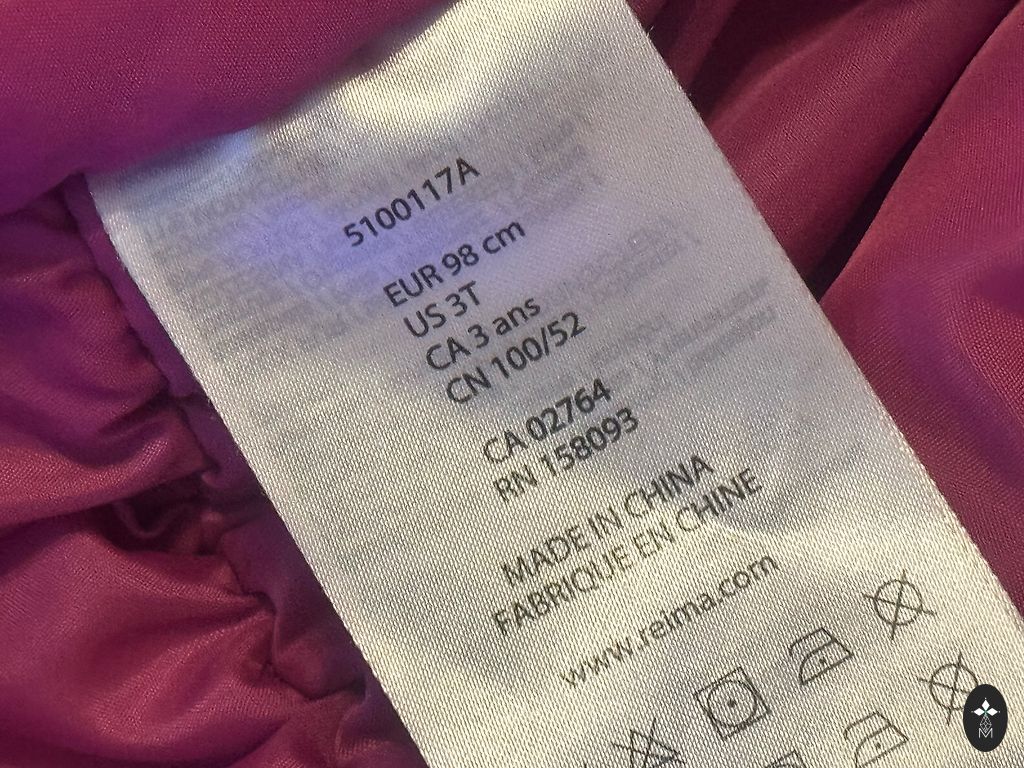 5100117A
EUR 98 cm
US 3T
CA 3 ans
CN 100/52
CA 02764
RN 158093
MADE IN CHINA
FABRIQUE EN CHINE
www.reima.com